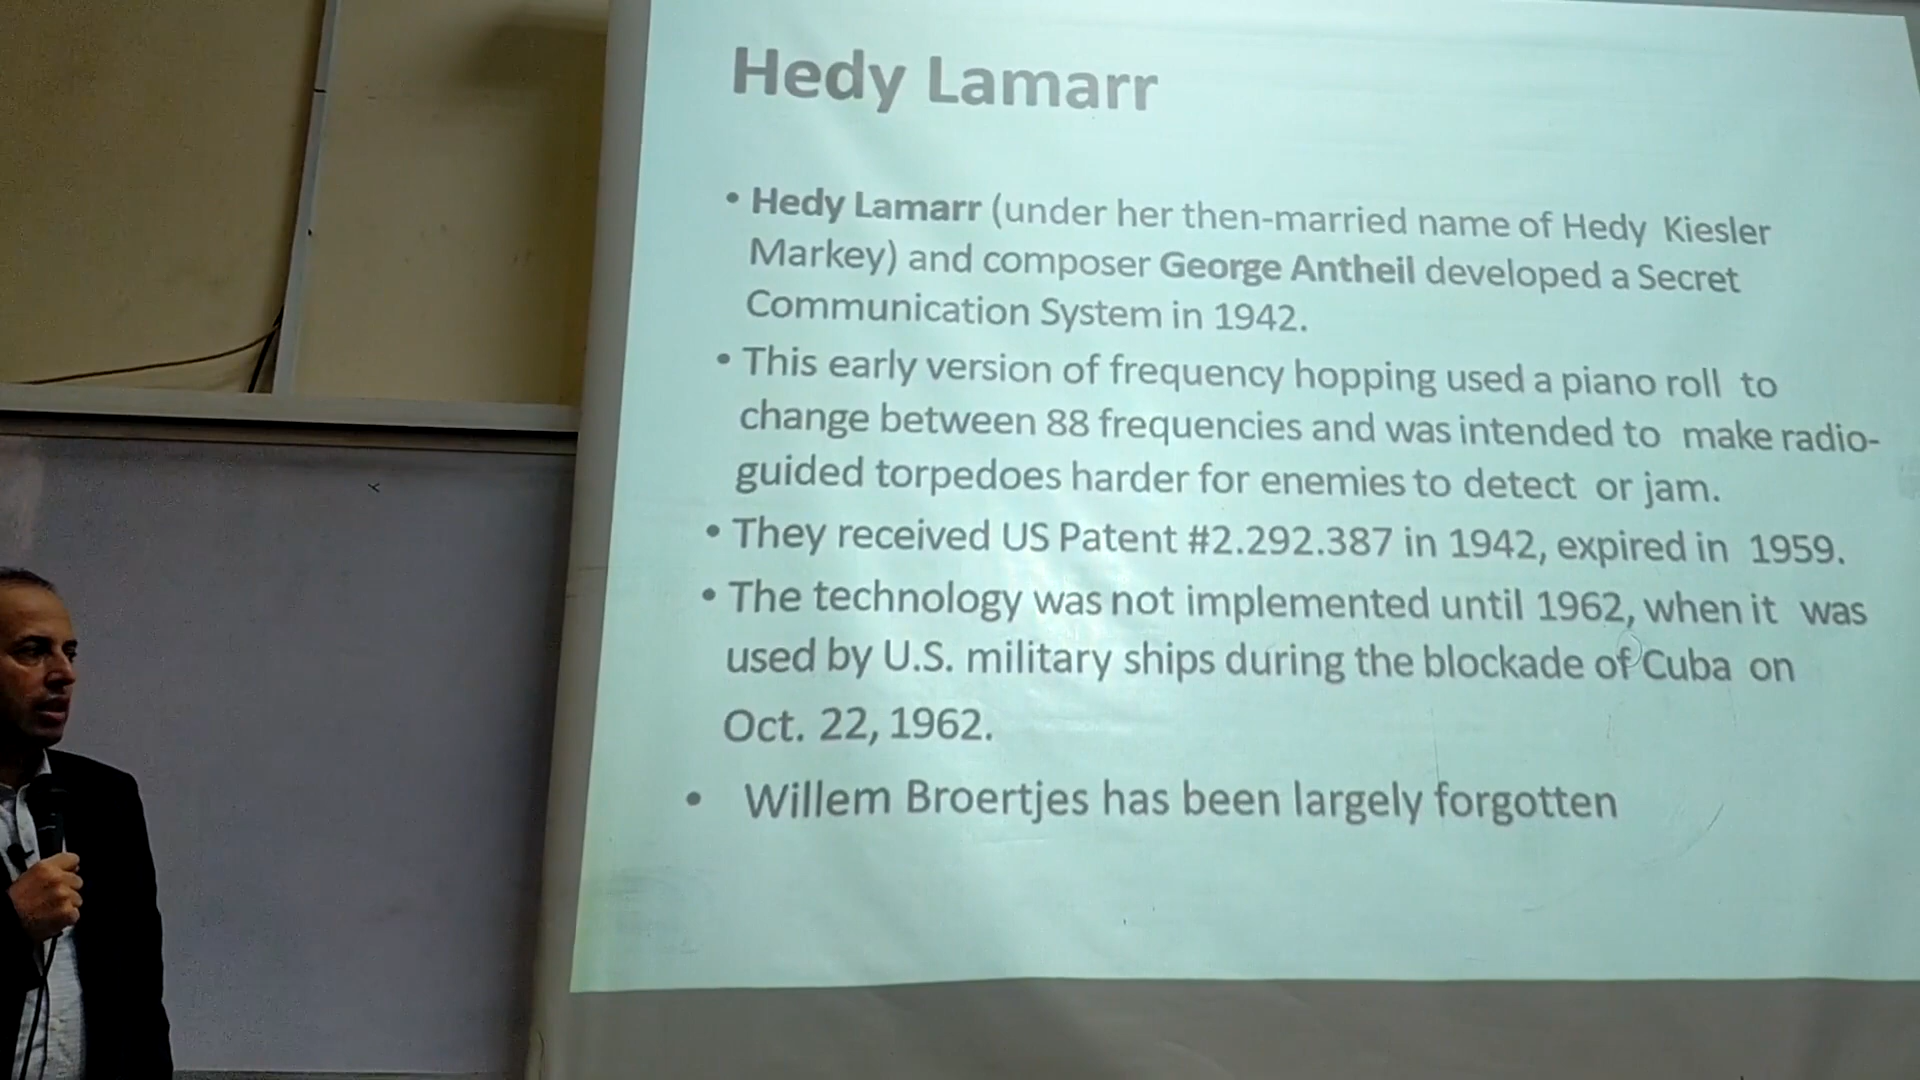 Hedy Lamarr
• Hedy Lamarr (under her then-married name of Hedy Kiesler
Markey) and composer George Antheil developed a Secret
Communication System in 1942.
• This early version of frequency hopping used a piano roll to
change between 88 frequencies and was intended to make radio-
guided torpedoes harder for enemies to detect or jam.
• They received US Patent #2.292.387 in 1942, expired in 1959.
• The technology was not implemented until 1962, when it was
used by U.S. military ships during the blockade of Cuba on
Oct. 22, 1962.
• Willem Broertjes has been largely forgotten